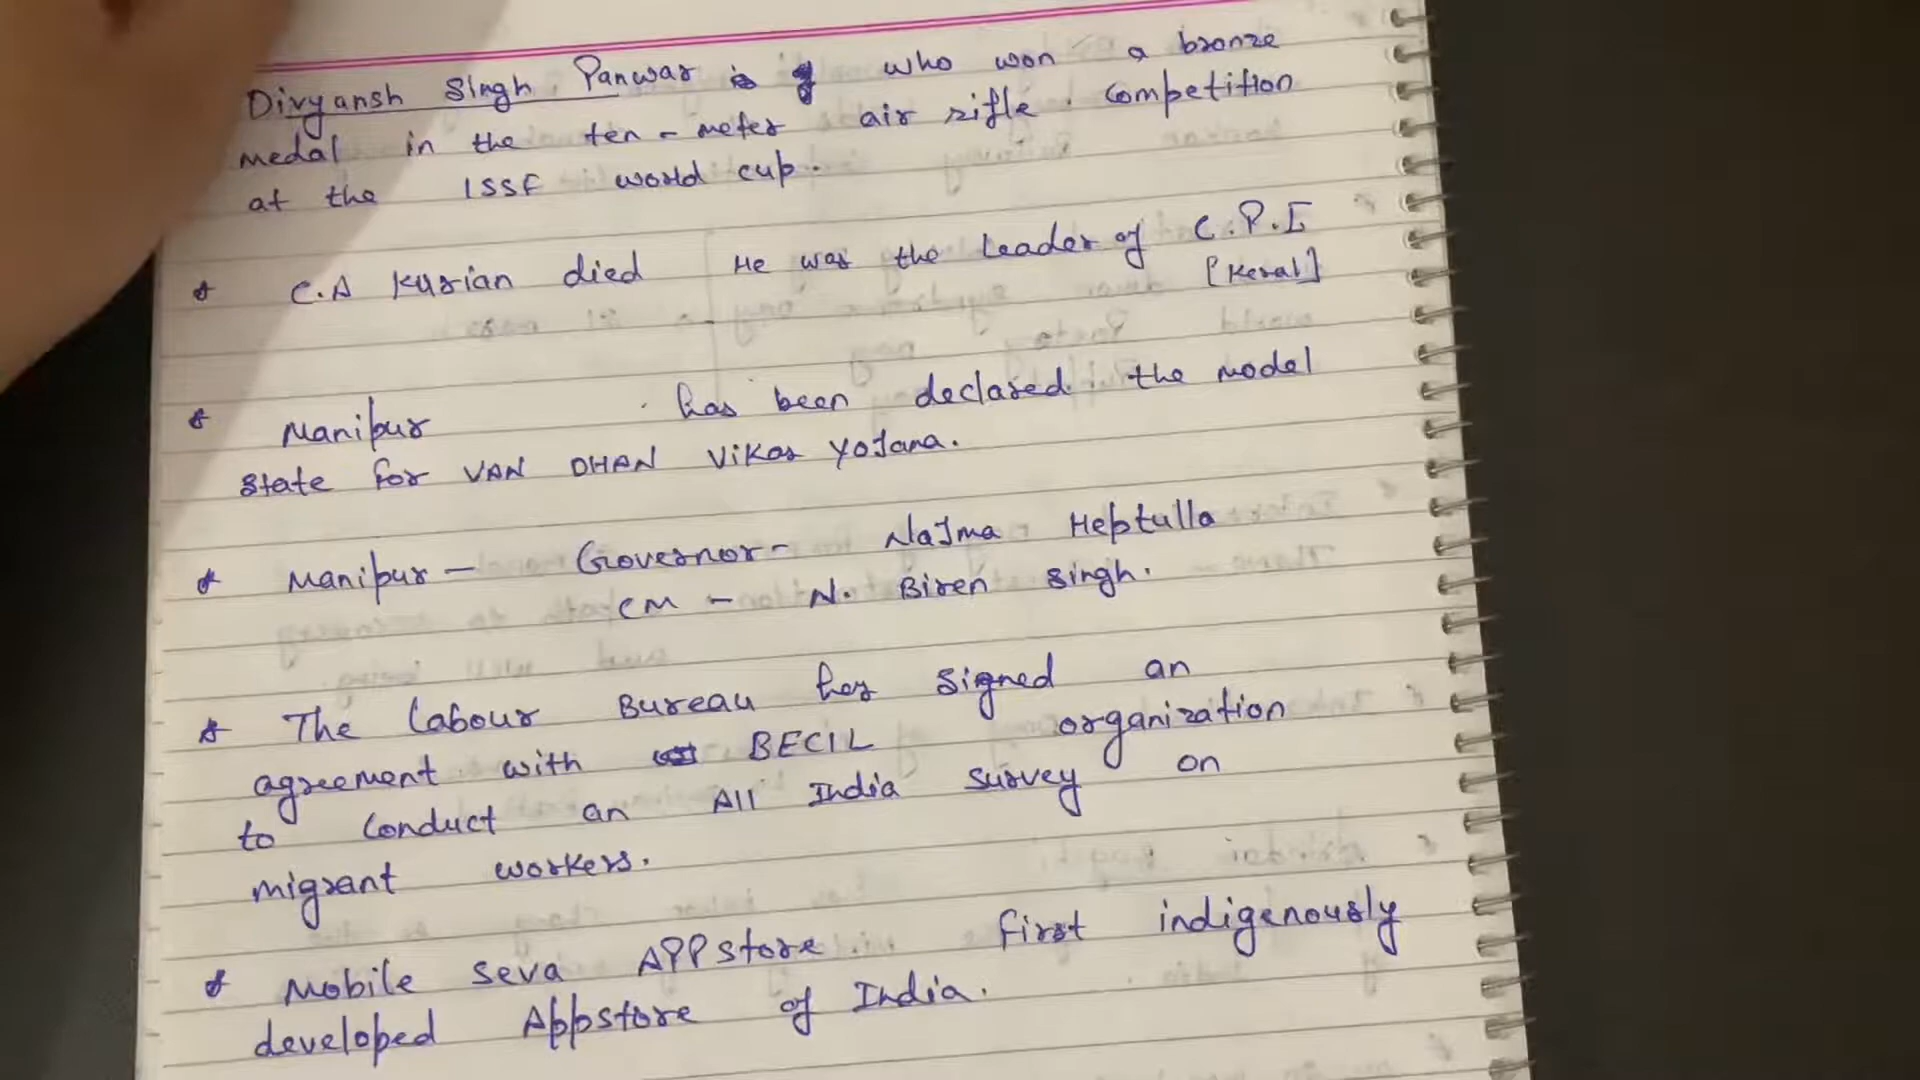 Divyansh Singh Panwar is who won a bronze
medal in the ten - meter air rifle competition
at the ISSF world cup.
* C.A Kurian died He was the Leader of C.P.I
[Keral]
* Manipur has been declared the model
State for VAN DHAN Vikas YoJana.
* Manipur - Governor - NaJma Heptulla
CM - N. Biren Singh.
* The Labour Bureau has signed an
agreement with BECIL organization
to Conduct an All India survey on
migrant workers.
* Mobile Seva APP Store first indigenously
developed Appstore of India.